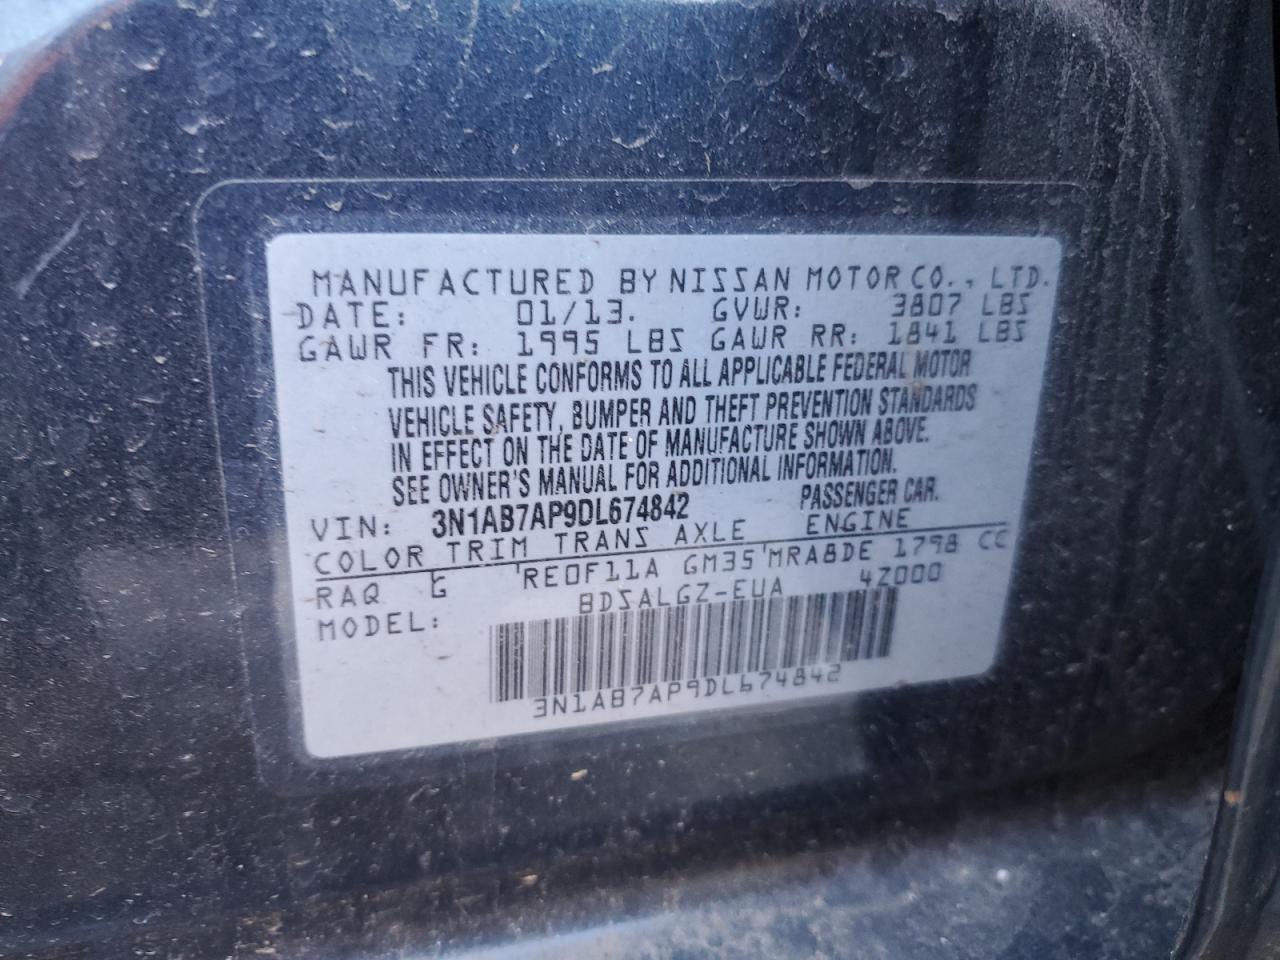 MANUFACTURED BY NISSAN MOTOR CO., LTD.
DATE: 01/13. GVWR: 3807 LBS
GAWR FR: 1995 LBS GAWR RR: 1841 LBS
THIS VEHICLE CONFORMS TO ALL APPLICABLE FEDERAL MOTOR
VEHICLE SAFETY, BUMPER AND THEFT PREVENTION STANDARDS
IN EFFECT ON THE DATE OF MANUFACTURE SHOWN ABOVE.
SEE OWNER'S MANUAL FOR ADDITIONAL INFORMATION.
VIN: 3N1AB7AP9DL674842 PASSENGER CAR.
COLOR TRIM TRANS AXLE ENGINE
RAQ G RE0F11A GM35 MRA8DE 1798 CC
MODEL: BDSALGZ-EUA 4Z000
3N1AB7AP9DL674842